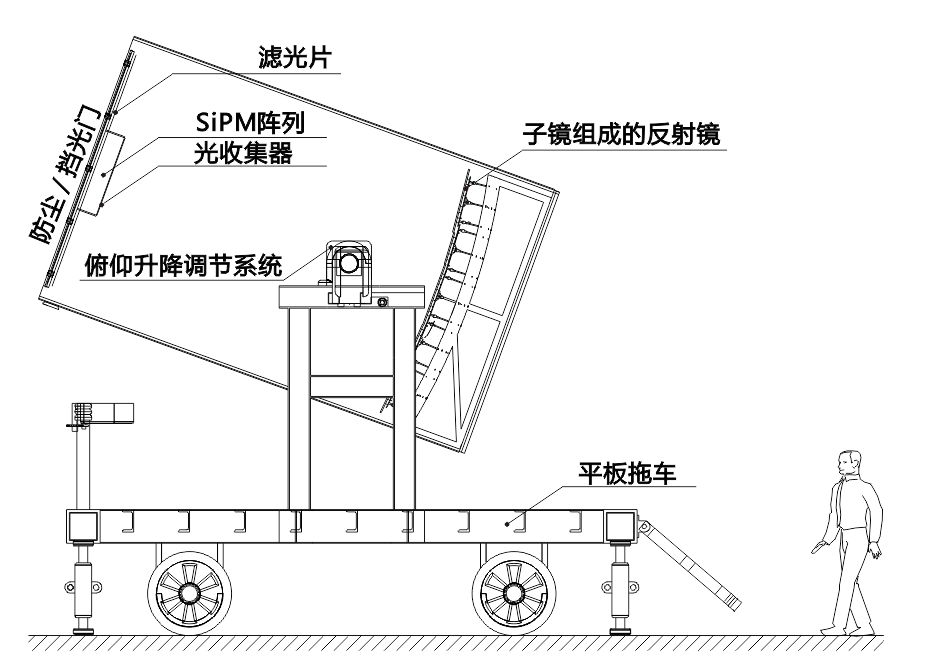 滤光片
SiPM阵列
光收集器
防尘/挡光门
子镜组成的反射镜
俯仰升降调节系统
平板拖车